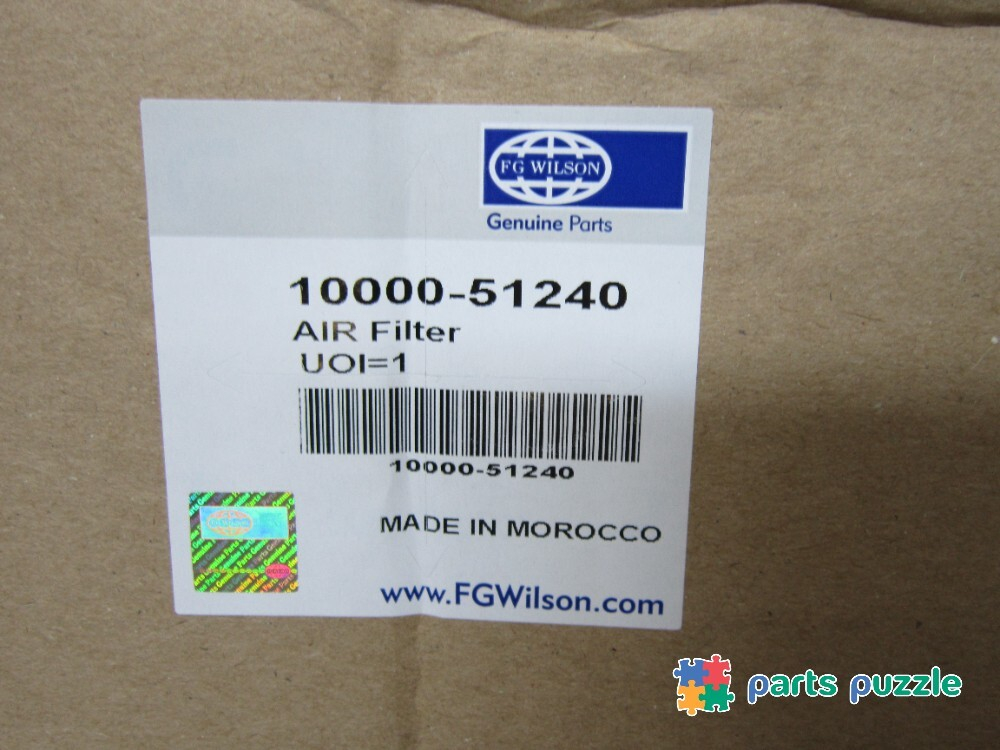 FG WILSON
Genuine Parts
10000-51240
AIR Filter
UOI=1
10000-51240
MADE IN MOROCCO
www.FGWilson.com
parts puzzle